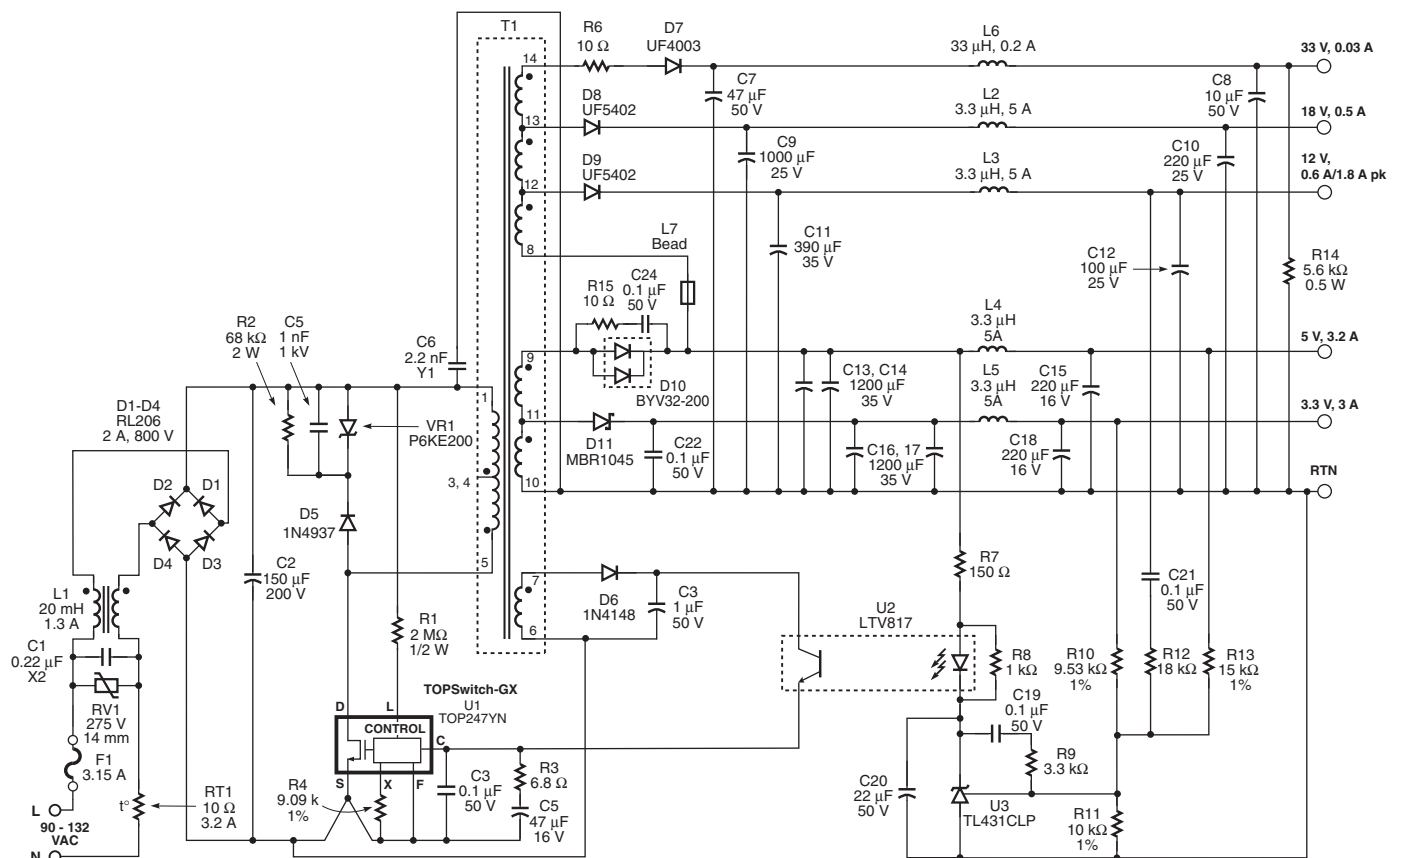 T1
R6
10 Ω
D7
UF4003
L6
33 µH, 0.2 A
33 V, 0.03 A
14
C7
47 µF
50 V
C8
10 µF
50 V
D8
UF5402
L2
3.3 µH, 5 A
18 V, 0.5 A
13
C9
1000 µF
25 V
C10
220 µF
25 V
D9
UF5402
L3
3.3 µH, 5 A
12 V,
0.6 A/1.8 A pk
12
L7
Bead
C11
390 µF
35 V
C12
100 µF
25 V
R14
5.6 kΩ
0.5 W
8
R15
10 Ω
C24
0.1 µF
50 V
L4
3.3 µH
5A
5 V, 3.2 A
R2
68 kΩ
2 W
C5
1 nF
1 kV
C6
2.2 nF
Y1
9
D10
BYV32-200
C13, C14
1200 µF
35 V
L5
3.3 µH
5A
C15
220 µF
16 V
1
D1-D4
RL206
2 A, 800 V
VR1
P6KE200
11
D11
MBR1045
C22
0.1 µF
50 V
C16, 17
1200 µF
35 V
C18
220 µF
16 V
3.3 V, 3 A
RTN
3, 4
10
D2
D1
D4
D3
D5
1N4937
5
C2
150 µF
200 V
7
D6
1N4148
C3
1 µF
50 V
6
R7
150 Ω
C21
0.1 µF
50 V
L1
20 mH
1.3 A
R1
2 MΩ
1/2 W
U2
LTV817
C1
0.22 µF
X2
R8
1 kΩ
R10
9.53 kΩ
1%
R12
18 kΩ
R13
15 kΩ
1%
RV1
275 V
14 mm
TOPSwitch-GX
U1
TOP247YN
D
L
CONTROL
C
S
X
F
C19
0.1 µF
50 V
R9
3.3 kΩ
F1
3.15 A
RT1
10 Ω
3.2 A
t°
R4
9.09 k
1%
C3
0.1 µF
50 V
R3
6.8 Ω
C5
47 µF
16 V
C20
22 µF
50 V
U3
TL431CLP
R11
10 kΩ
1%
L
90 - 132
VAC
N